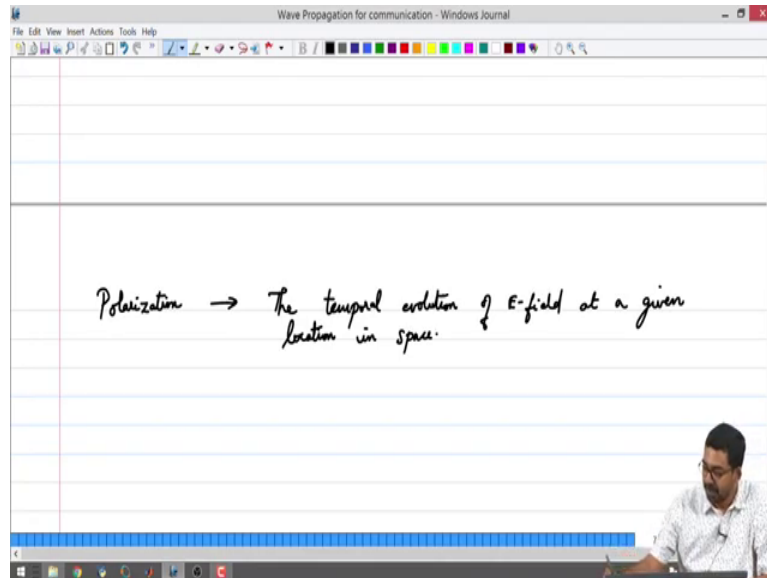 Wave Propagation for communication - Windows Journal
File Edit View Insert Actions Tools Help
B I
Polarization → The temporal evolution of E-field at a given
location in space.